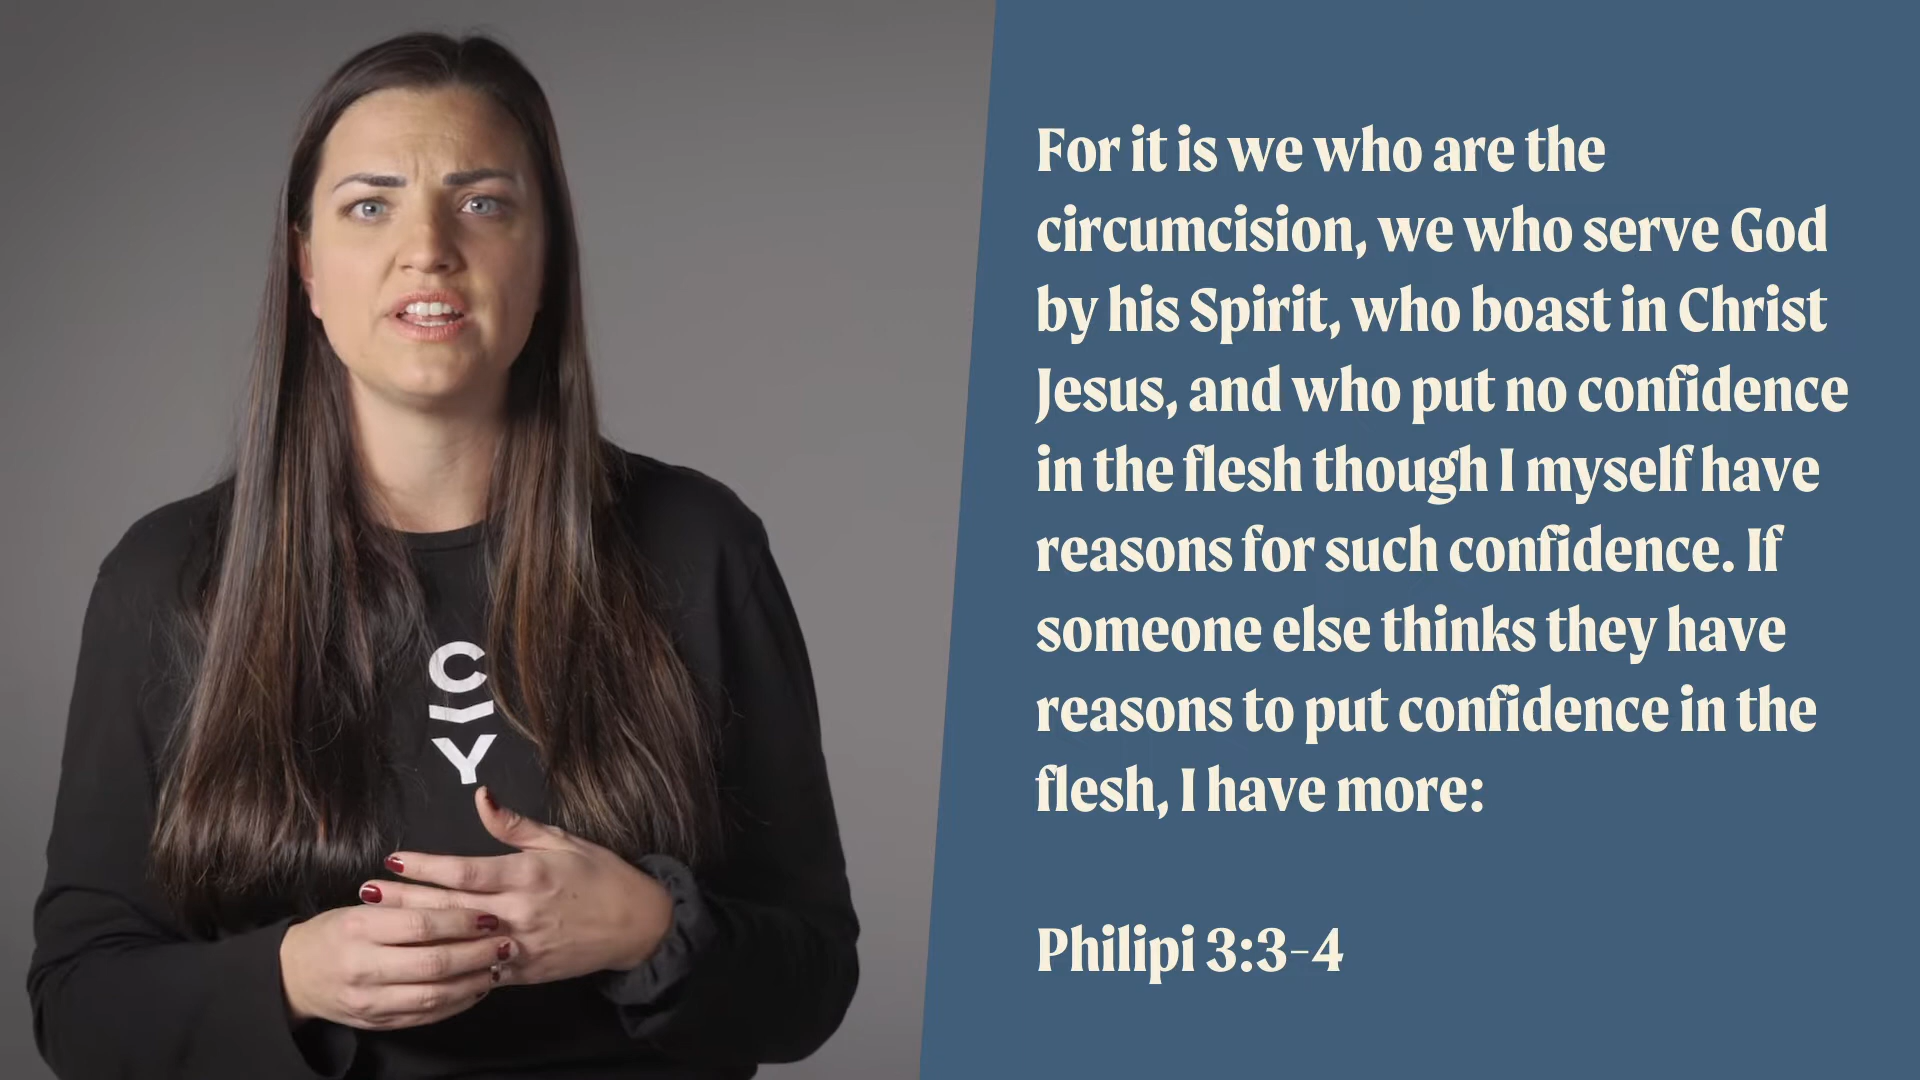 C
Y
For it is we who are the
circumcision, we who serve God
by his Spirit, who boast in Christ
Jesus, and who put no confidence
in the flesh though I myself have
reasons for such confidence. If
someone else thinks they have
reasons to put confidence in the
flesh, I have more:
Philipi 3:3-4